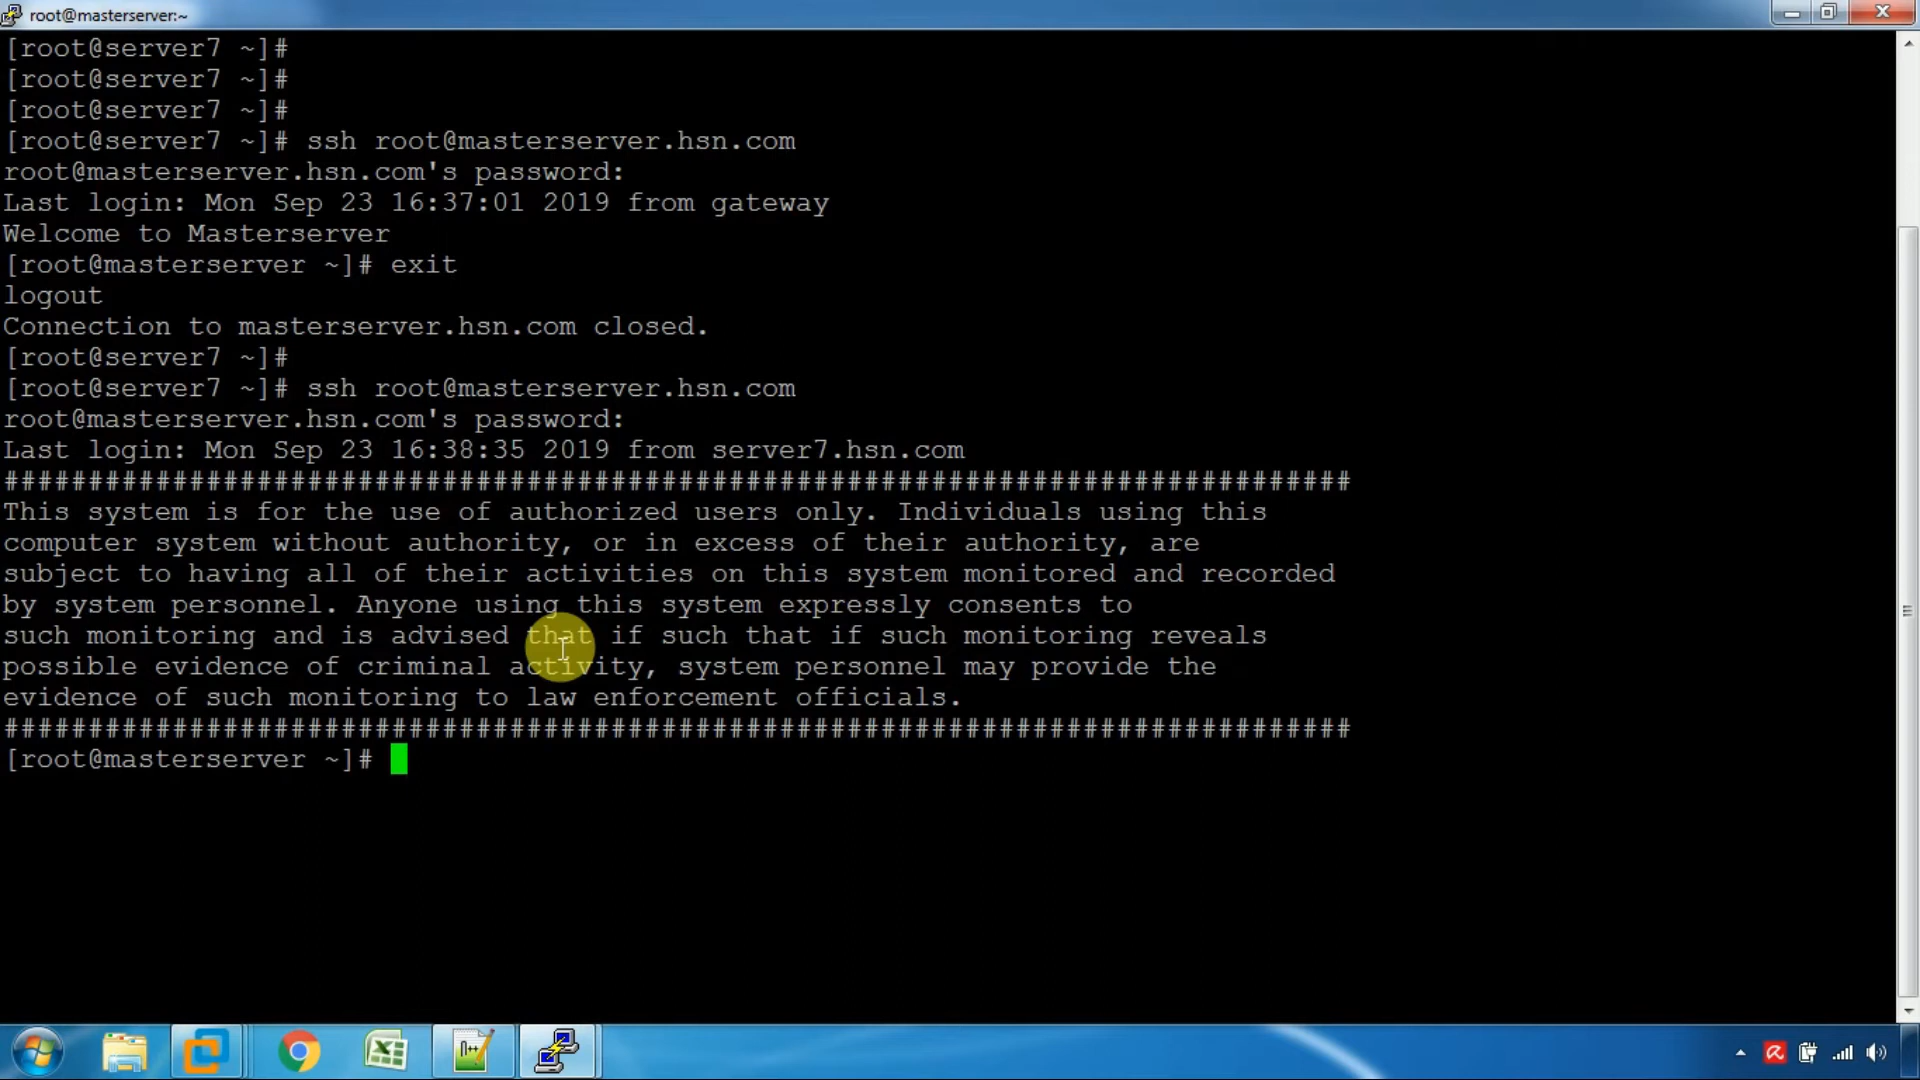 root@masterserver:~
[root@server7 ~]#
[root@server7 ~]#
[root@server7 ~]#
[root@server7 ~]# ssh root@masterserver.hsn.com
root@masterserver.hsn.com's password:
Last login: Mon Sep 23 16:37:01 2019 from gateway
Welcome to Masterserver
[root@masterserver ~]# exit
logout
Connection to masterserver.hsn.com closed.
[root@server7 ~]#
[root@server7 ~]# ssh root@masterserver.hsn.com
root@masterserver.hsn.com's password:
Last login: Mon Sep 23 16:38:35 2019 from server7.hsn.com
################################################################################
This system is for the use of authorized users only. Individuals using this
computer system without authority, or in excess of their authority, are
subject to having all of their activities on this system monitored and recorded
by system personnel. Anyone using this system expressly consents to
such monitoring and is advised that if such that if such monitoring reveals
possible evidence of criminal activity, system personnel may provide the
evidence of such monitoring to law enforcement officials.
################################################################################
[root@masterserver ~]#